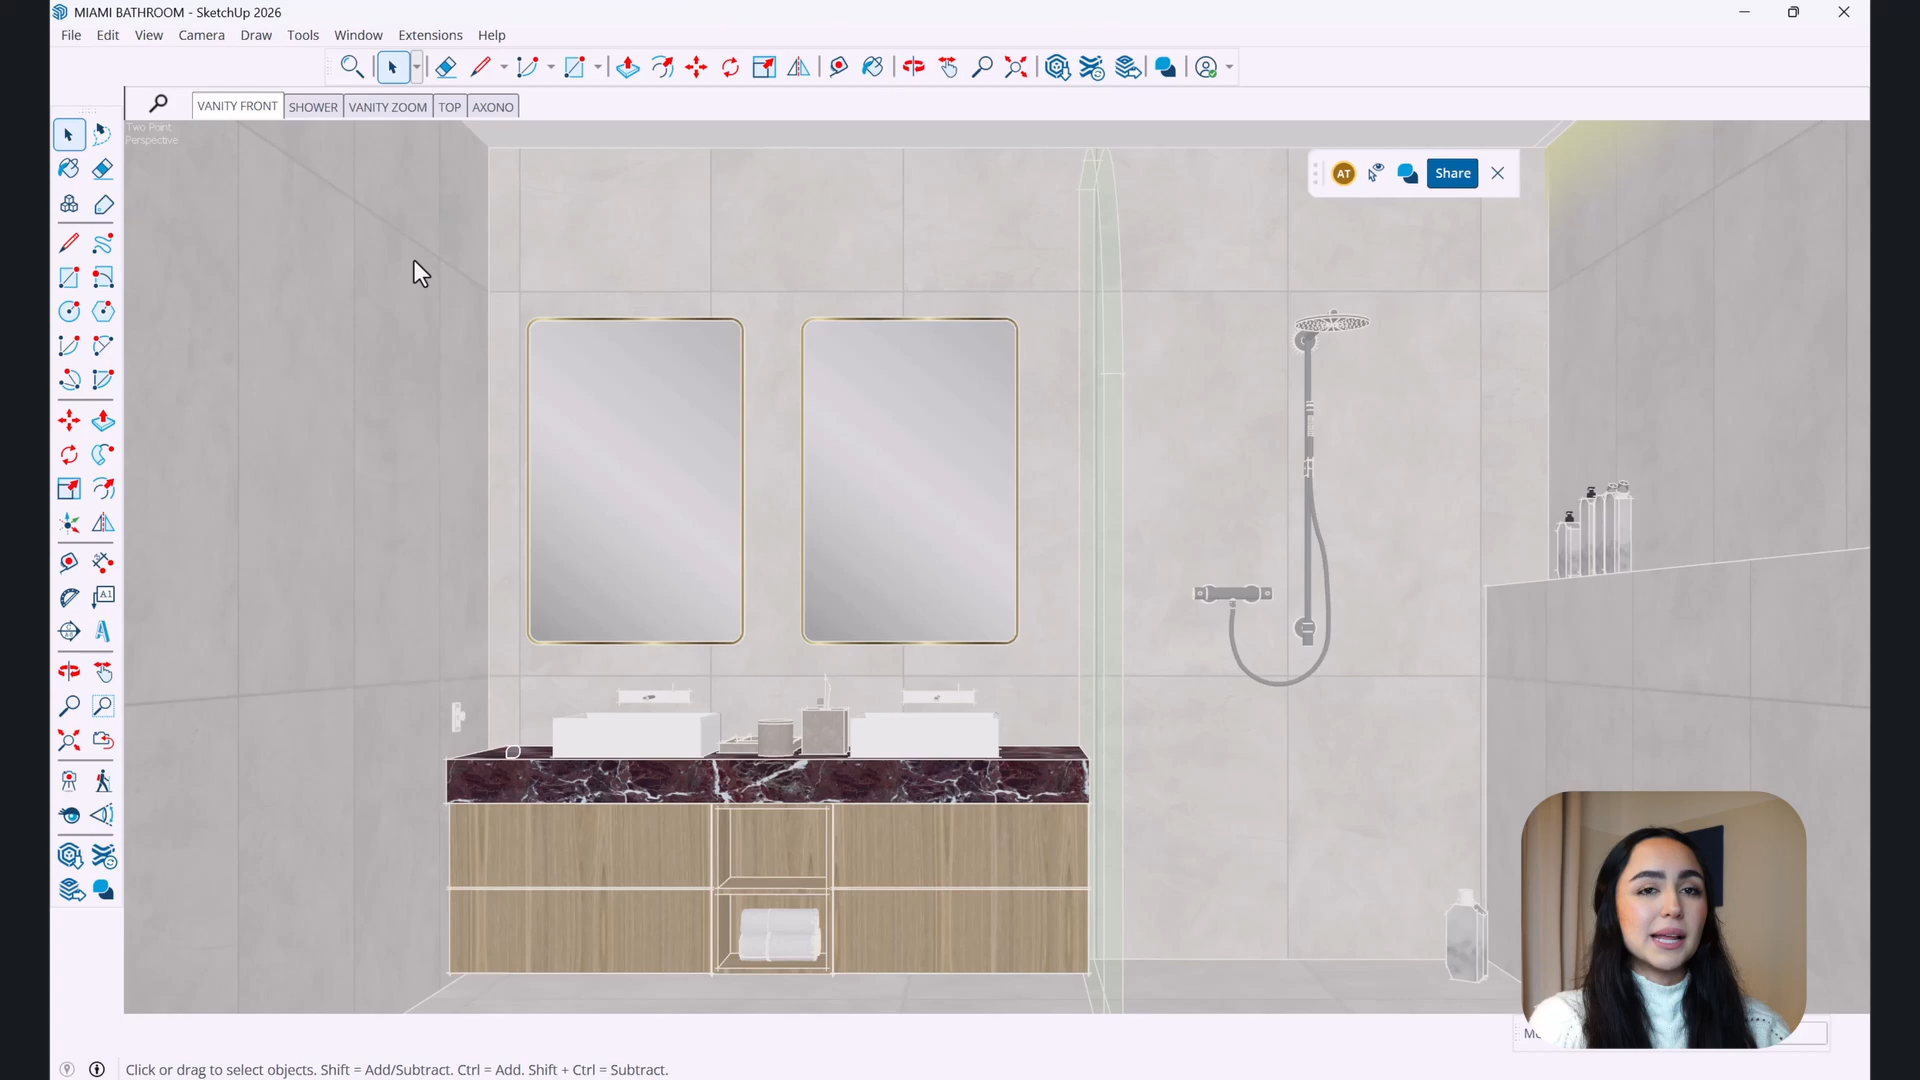 MIAMI BATHROOM - SketchUp 2026
File Edit View Camera Draw Tools Window Extensions Help
VANITY FRONT SHOWER VANITY ZOOM TOP AXONO
Two Point
Perspective
AT Share
A1
Click or drag to select objects. Shift = Add/Subtract. Ctrl = Add. Shift + Ctrl = Subtract.